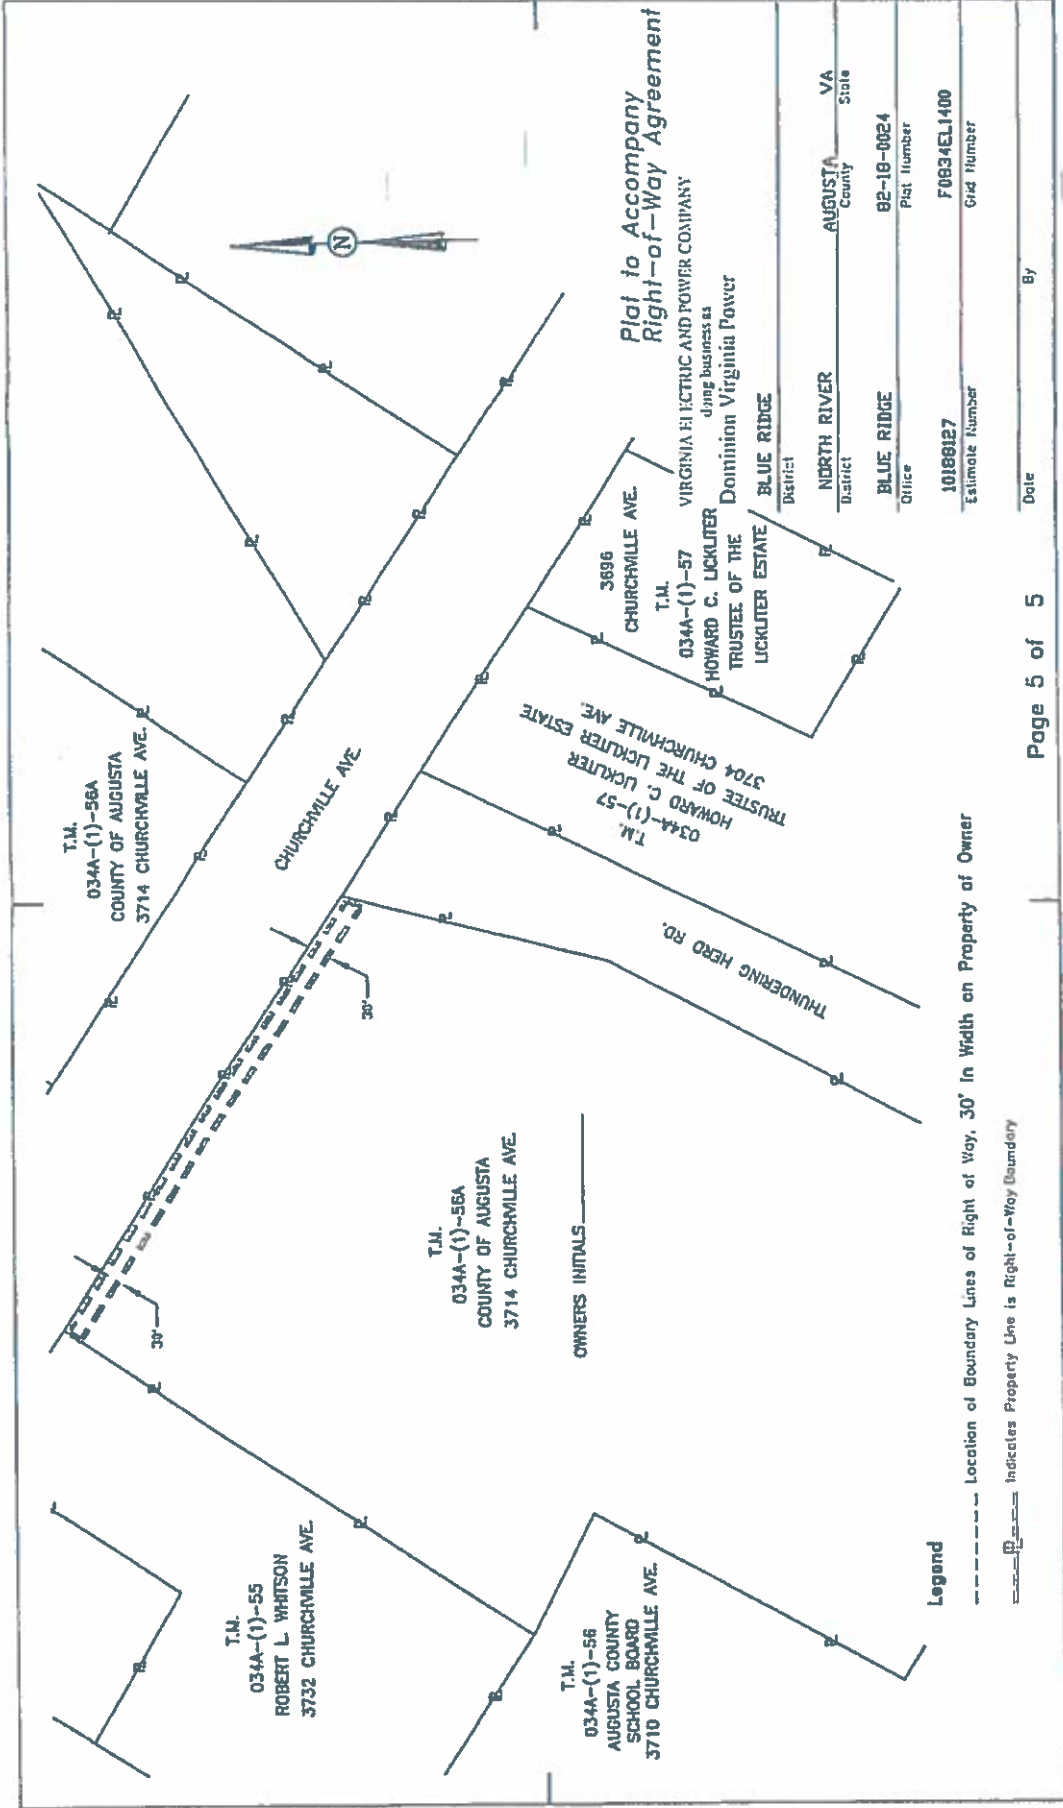 T.M.
034A-(1)-55
ROBERT L. WHITSON
3732 CHURCHVILLE AVE.
T.M.
034A-(1)-56
AUGUSTA COUNTY
SCHOOL BOARD
3710 CHURCHVILLE AVE.
T.M.
034A-(1)-56A
COUNTY OF AUGUSTA
3714 CHURCHVILLE AVE.
OWNERS INITIALS
30'
30'
T.M.
034A-(1)-56A
COUNTY OF AUGUSTA
3714 CHURCHVILLE AVE.
CHURCHVILLE AVE.
THUNDERING HERD RD.
T.M.
034A-(1)-57
HOWARD C. LICKLITER
TRUSTEE OF THE LICKLITER ESTATE
3704 CHURCHVILLE AVE.
3696
CHURCHVILLE AVE.
T.M.
034A-(1)-57
HOWARD C. LICKLITER
TRUSTEE OF THE
LICKLITER ESTATE
N
Plat to Accompany
Right-of-Way Agreement
VIRGINIA ELECTRIC AND POWER COMPANY
doing business as
Dominion Virginia Power
BLUE RIDGE
District
NORTH RIVER AUGUSTA VA
District County State
BLUE RIDGE 82-18-0024
Office Plat Number
10188127 F0834EL1400
Estimate Number Grid Number
Date By
Legend
Location of Boundary Lines of Right of Way, 30' in Width on Property of Owner
Indicates Property Line is Right-of-Way Boundary
Page 5 of 5